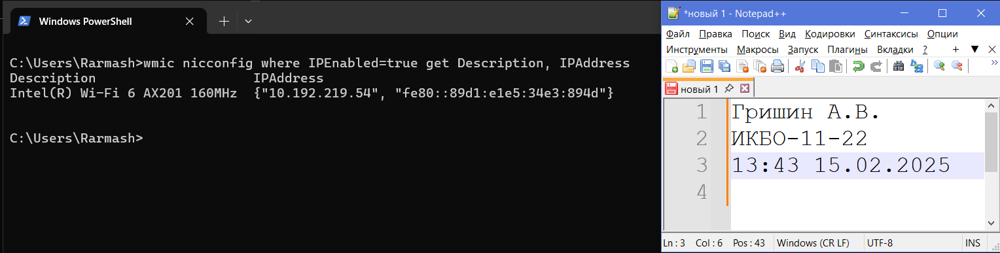 Windows PowerShell
C:\Users\Rarmash>wmic nicconfig where IPEnabled=true get Description, IPAddress
Description IPAddress
Intel(R) Wi-Fi 6 AX201 160MHz {"10.192.219.54", "fe80::89d1:e1e5:34e3:894d"}
C:\Users\Rarmash>
*новый 1 - Notepad++
Файл Правка Поиск Вид Кодировки Синтаксисы Опции
Инструменты Макросы Запуск Плагины Вкладки ? + ▼ X
новый 1
1 Гришин А.В.
2 ИКБО-11-22
3 13:43 15.02.2025
4
Ln : 3 Col : 6 Pos : 43 Windows (CR LF) UTF-8 INS